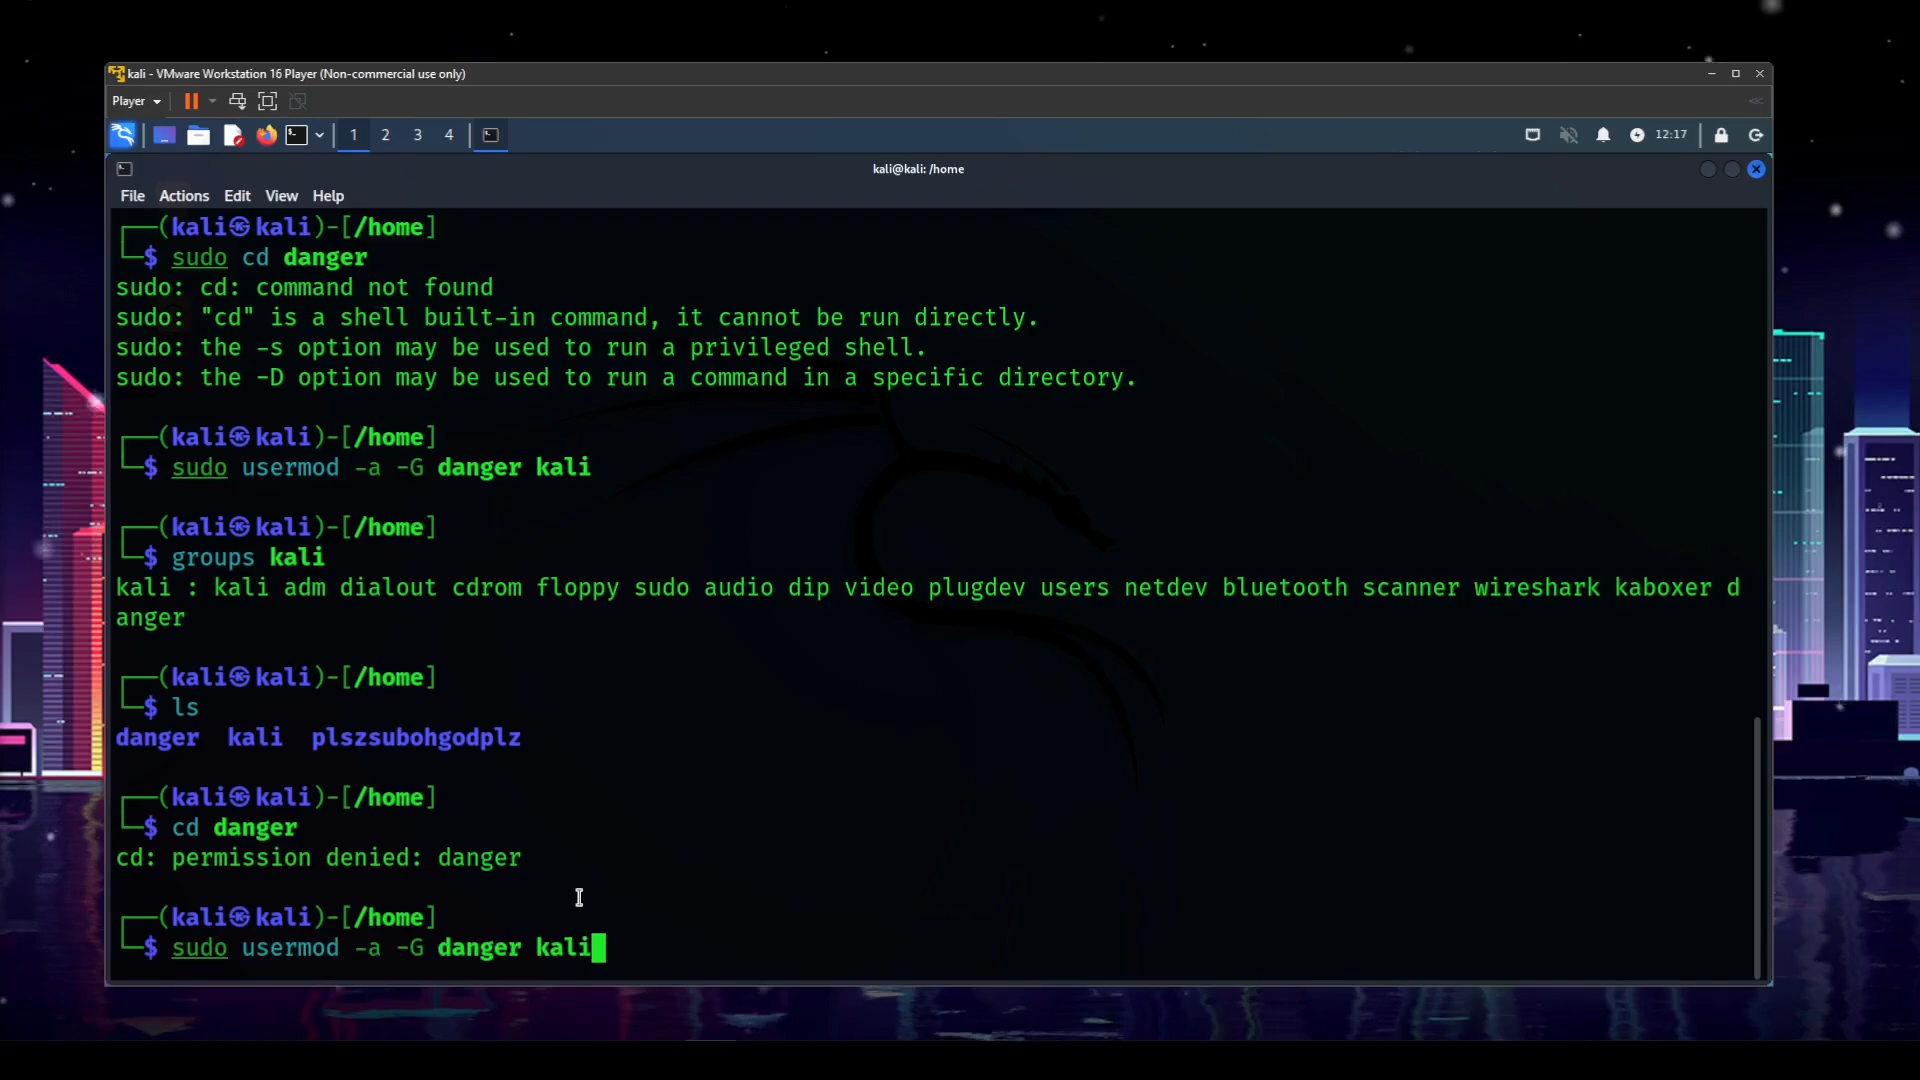 kali - VMware Workstation 16 Player (Non-commercial use only)
Player
1 2 3 4 12:17
kali@kali: /home
File Actions Edit View Help
┌──(kali㉿kali)-[/home]
└─$ sudo cd danger
sudo: cd: command not found
sudo: "cd" is a shell built-in command, it cannot be run directly.
sudo: the -s option may be used to run a privileged shell.
sudo: the -D option may be used to run a command in a specific directory.
┌──(kali㉿kali)-[/home]
└─$ sudo usermod -a -G danger kali
┌──(kali㉿kali)-[/home]
└─$ groups kali
kali : kali adm dialout cdrom floppy sudo audio dip video plugdev users netdev bluetooth scanner wireshark kaboxer d
anger
┌──(kali㉿kali)-[/home]
└─$ ls
danger kali plszsubohgodplz
┌──(kali㉿kali)-[/home]
└─$ cd danger
cd: permission denied: danger
┌──(kali㉿kali)-[/home]
└─$ sudo usermod -a -G danger kali